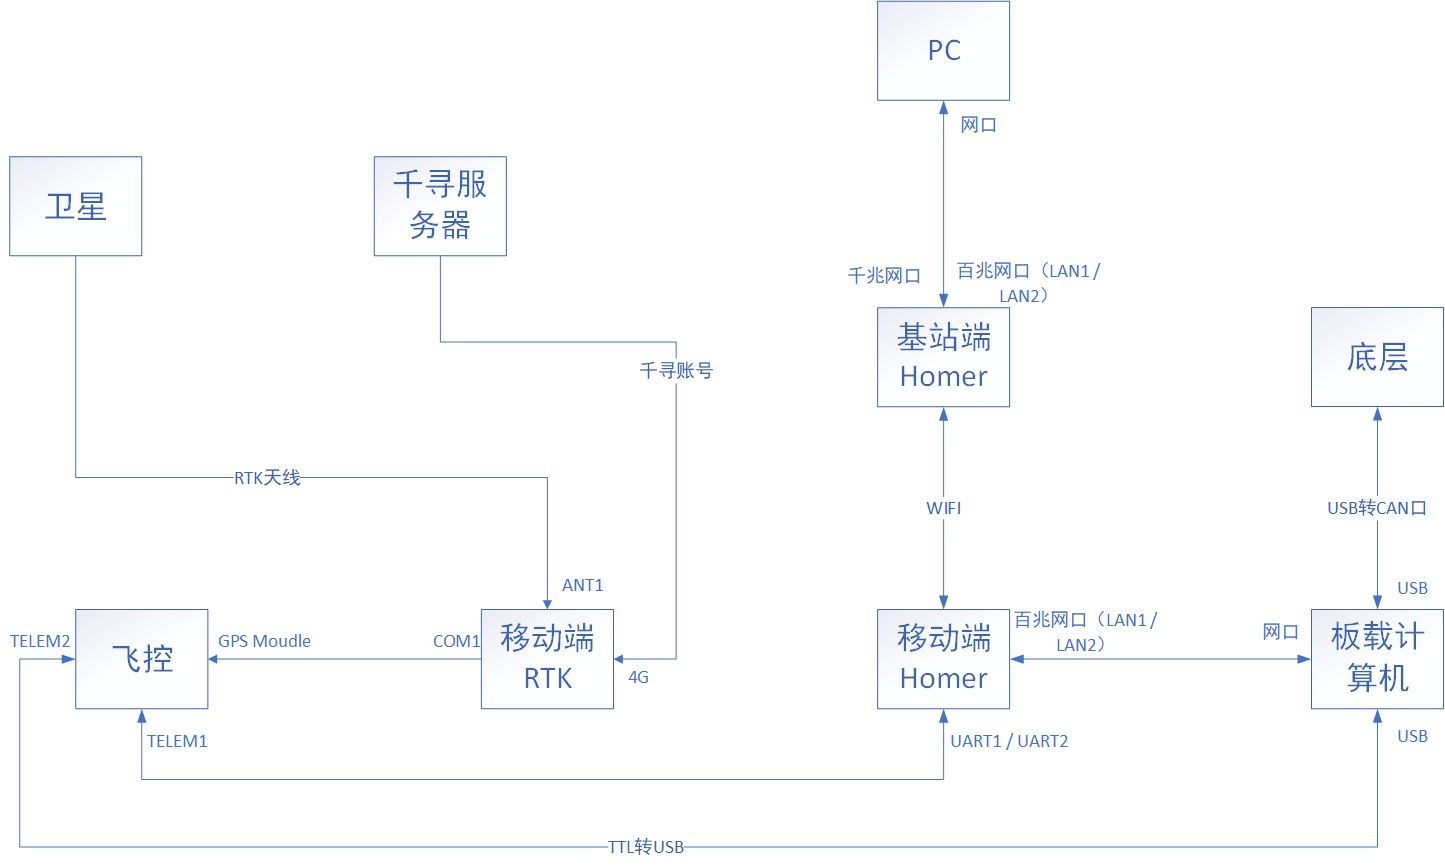 PC
网口
卫星
千寻服
务器
千兆网口
百兆网口（LAN1 /
LAN2）
基站端
Homer
底层
千寻账号
RTK天线
WIFI
USB转CAN口
ANT1
USB
TELEM2
飞控
GPS Moudle
COM1
移动端
RTK
4G
移动端
Homer
百兆网口（LAN1 /
LAN2）
网口
板载计
算机
TELEM1
UART1 / UART2
USB
TTL转USB